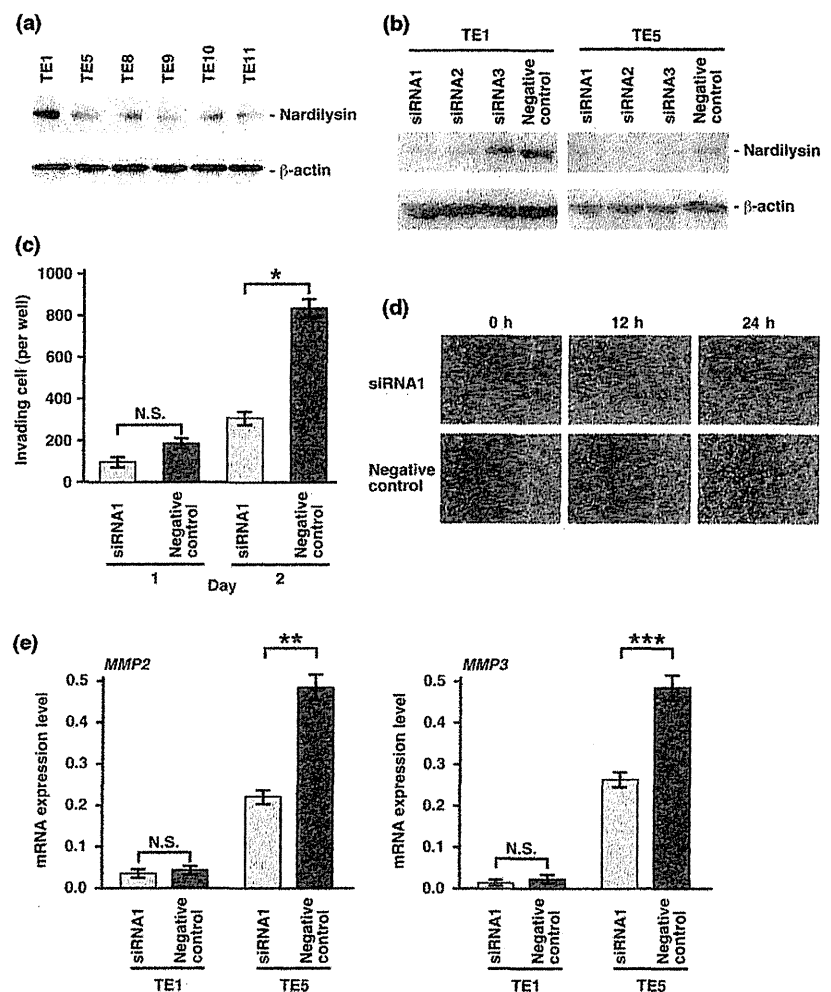 (a)
TE1 TE5 TE8 TE9 TE10 TE11
- Nardilysin
- β-actin
(b)
TE1 TE5
siRNA1 siRNA2 siRNA3 Negative control siRNA1 siRNA2 siRNA3 Negative control
- Nardilysin
- β-actin
(c)
Invading cell (per well)
1000
800
600
400
200
0
N.S.
*
siRNA1 Negative control siRNA1 Negative control
1 2
Day
(d)
0 h 12 h 24 h
siRNA1
Negative control
(e)
MMP2
mRNA expression level
0.5
0.4
0.3
0.2
0.1
0.0
N.S.
**
siRNA1 Negative control siRNA1 Negative control
TE1 TE5
MMP3
mRNA expression level
0.5
0.4
0.3
0.2
0.1
0.0
N.S.
***
siRNA1 Negative control siRNA1 Negative control
TE1 TE5